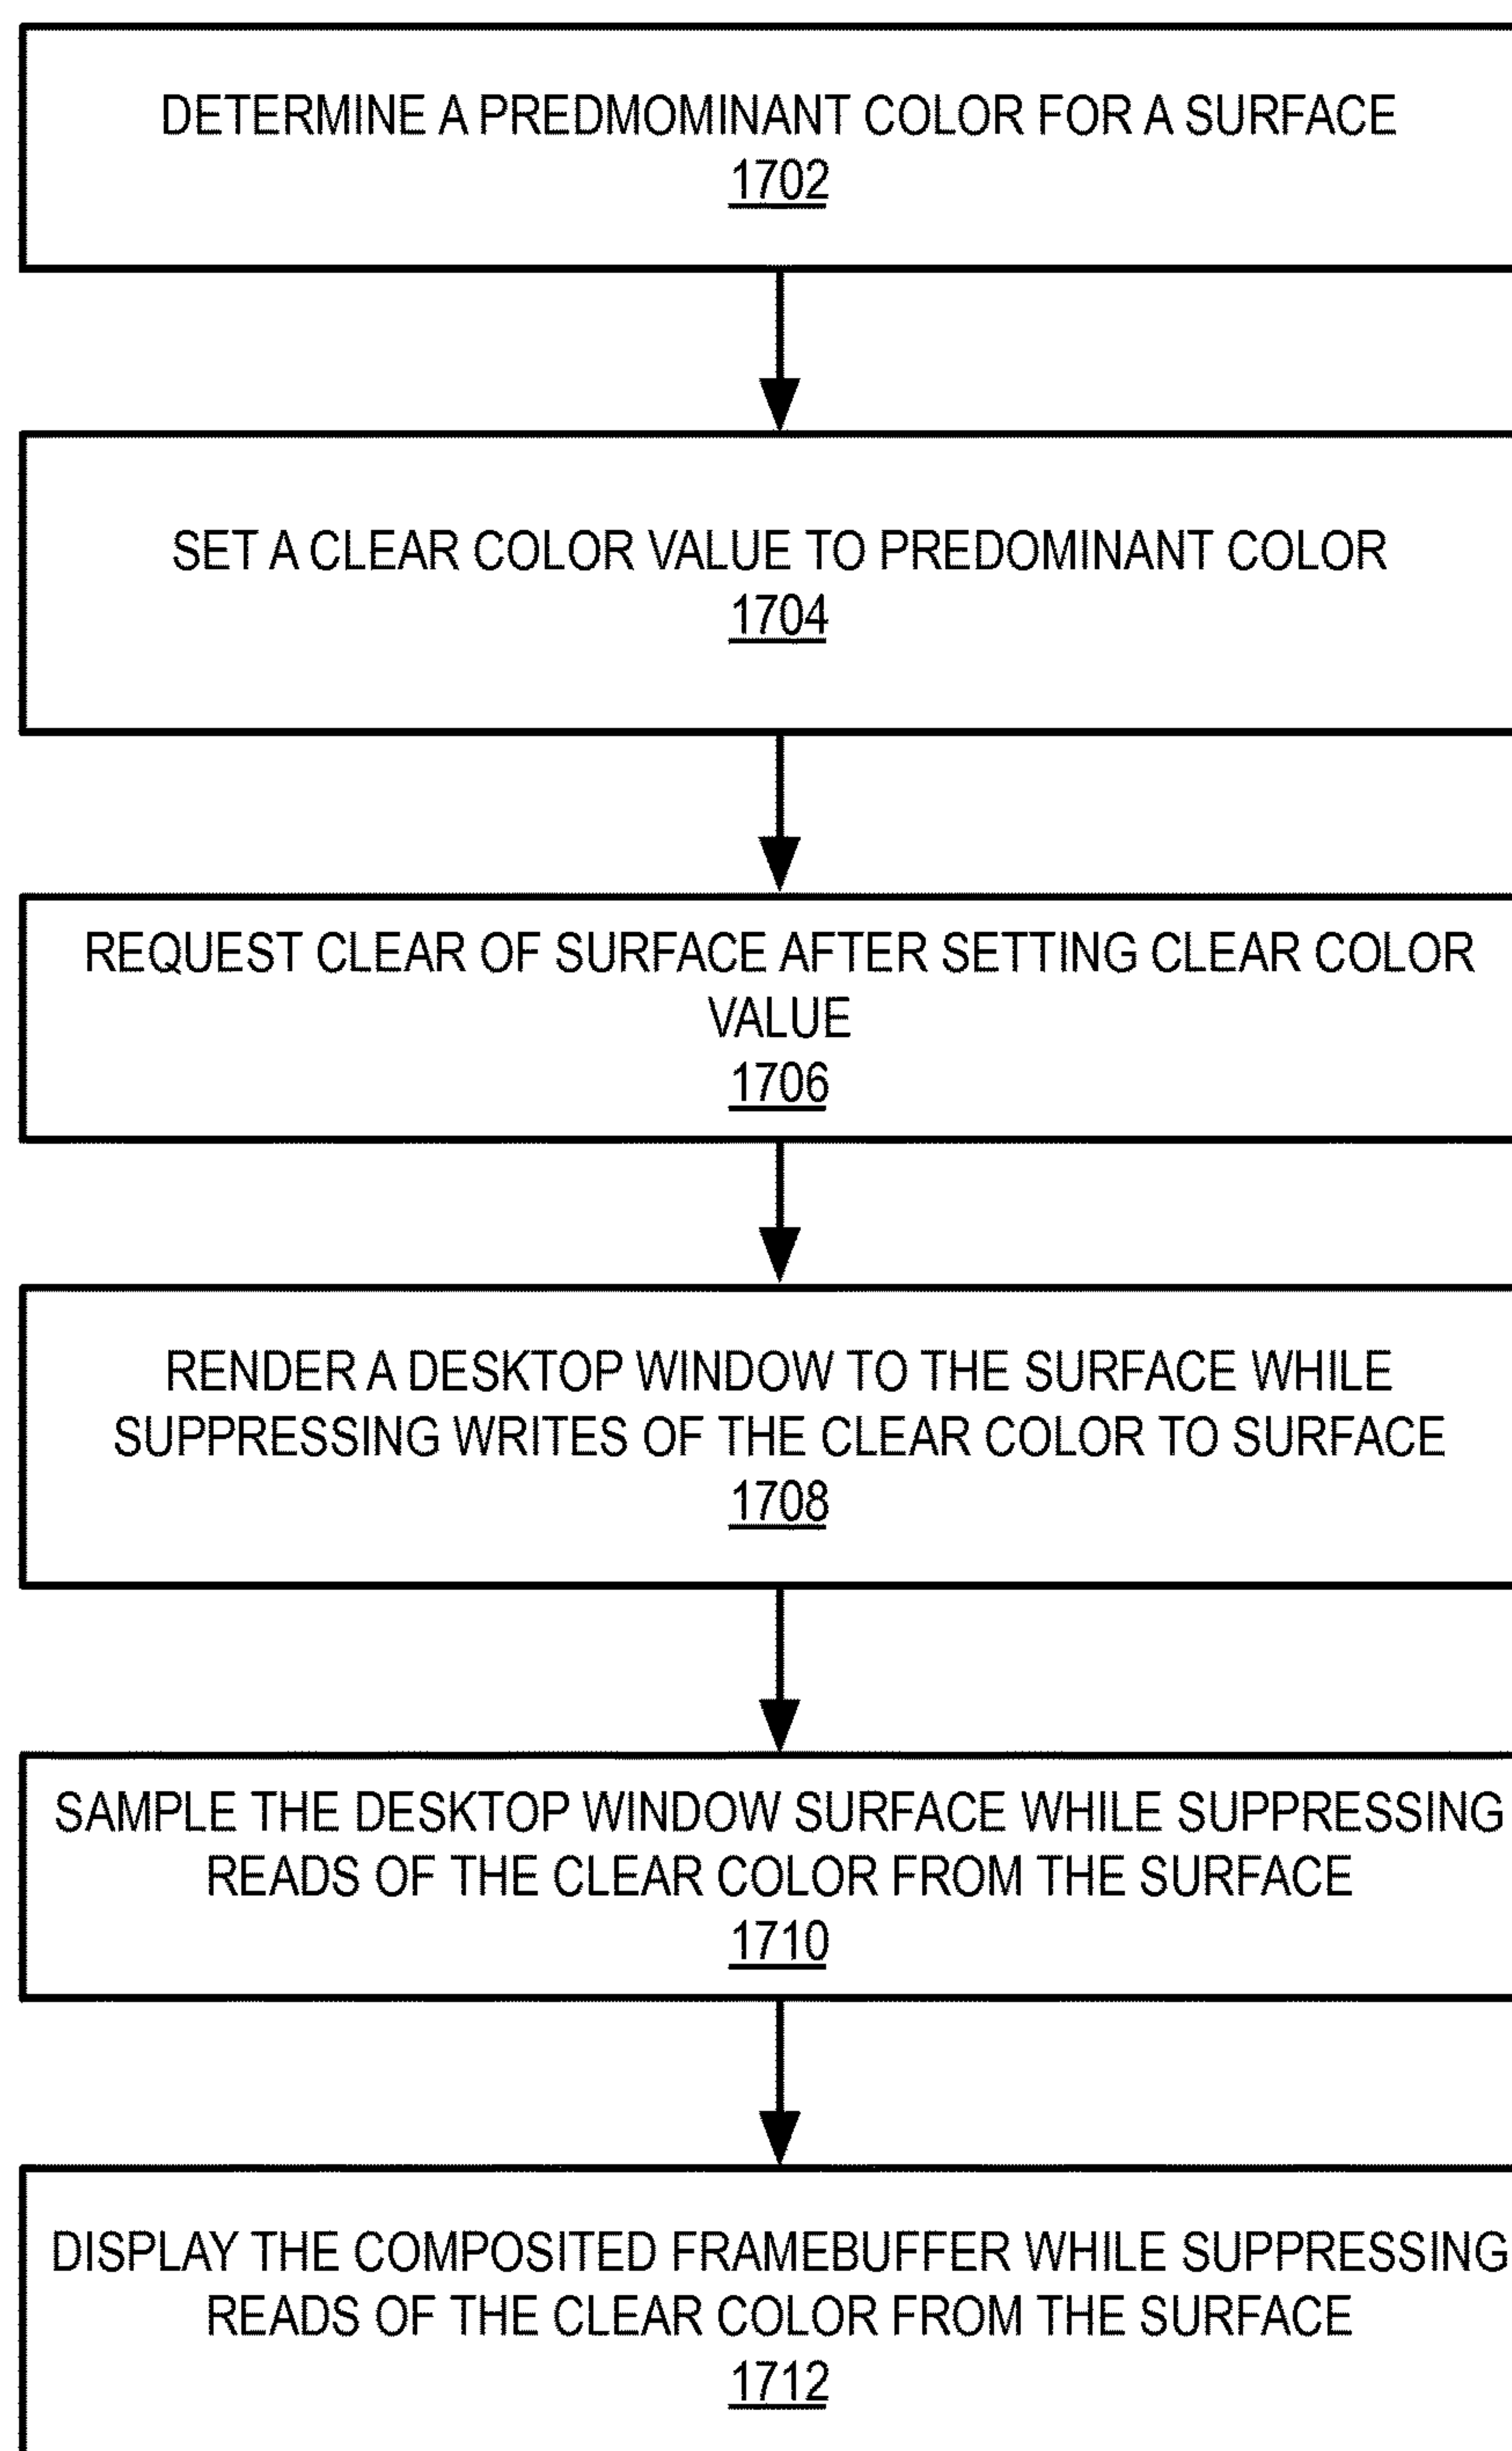 DETERMINE A PREDMOMINANT COLOR FOR A SURFACE
1702
SET A CLEAR COLOR VALUE TO PREDOMINANT COLOR
1704
REQUEST CLEAR OF SURFACE AFTER SETTING CLEAR COLOR
VALUE
1706
RENDER A DESKTOP WINDOW TO THE SURFACE WHILE
SUPPRESSING WRITES OF THE CLEAR COLOR TO SURFACE
1708
SAMPLE THE DESKTOP WINDOW SURFACE WHILE SUPPRESSING
READS OF THE CLEAR COLOR FROM THE SURFACE
1710
DISPLAY THE COMPOSITED FRAMEBUFFER WHILE SUPPRESSING
READS OF THE CLEAR COLOR FROM THE SURFACE
1712